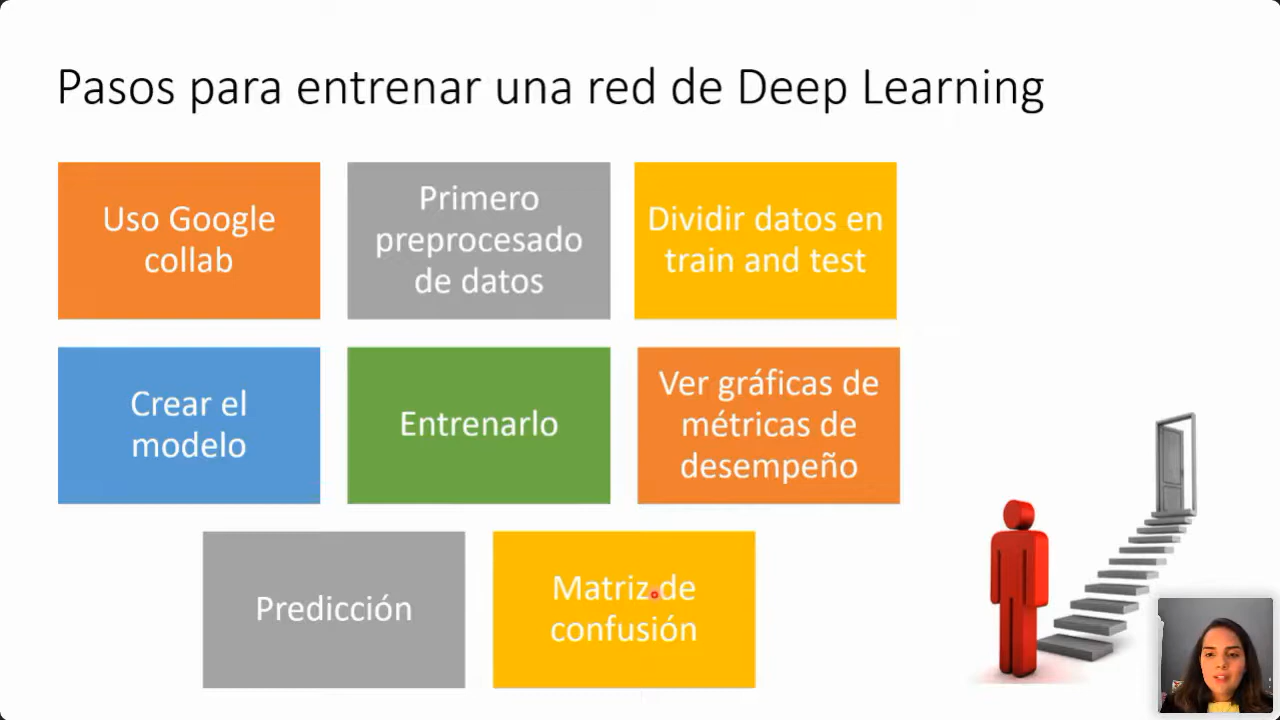 Pasos para entrenar una red de Deep Learning
Uso Google
collab
Primero
preprocesado
de datos
Dividir datos en
train and test
Crear el
modelo
Entrenarlo
Ver gráficas de
métricas de
desempeño
Predicción
Matriz de
confusión